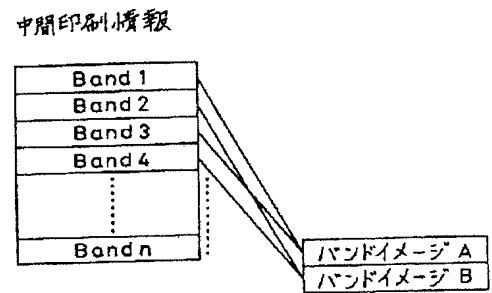 中間印刷情報
Band 1
Band 2
Band 3
Band 4
Band n
バンドイメージ A
バンドイメージ B